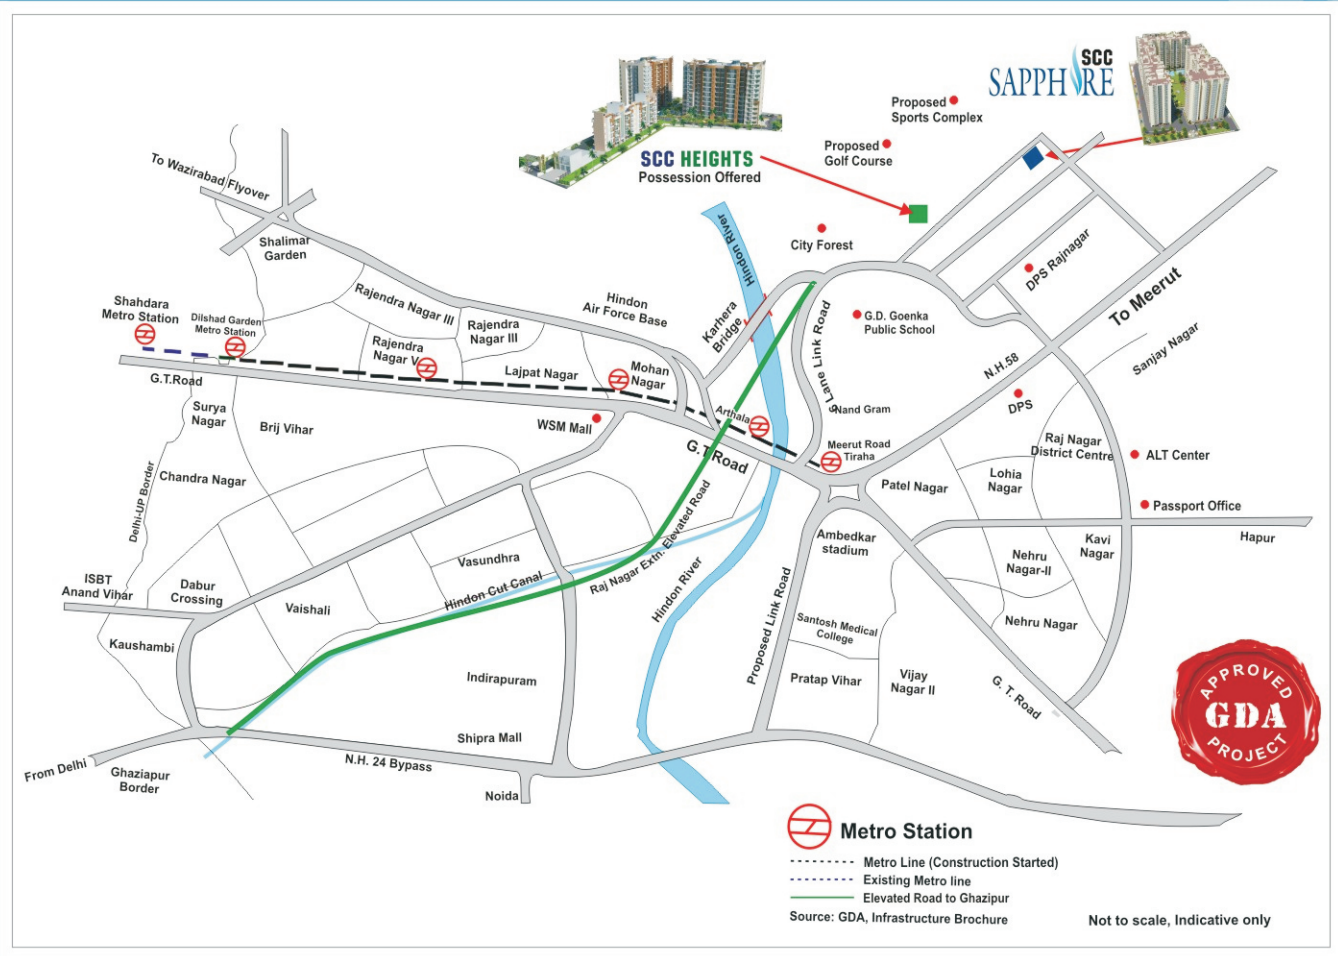 SCC
SAPPHIRE
Proposed
Sports Complex
Proposed
Golf Course
SCC HEIGHTS
Possession Offered
To Wazirabad Flyover
Shalimar
Garden
City Forest
Hindon River
DPS Rajnagar
To Meerut
Shahdara
Metro Station
Dilshad Garden
Metro Station
Rajendra Nagar III
Rajendra
Nagar III
Hindon
Air Force Base
Karhera
Bridge
6 Lane Link Road
G.D. Goenka
Public School
Sanjay Nagar
Rajendra
Nagar V
Lajpat Nagar
Mohan
Nagar
N.H.58
G.T.Road
Surya
Nagar
Brij Vihar
WSM Mall
Arthala
G.T.Road
Nand Gram
DPS
Meerut Road
Tiraha
Raj Nagar
District Centre
ALT Center
Delhi-UP Border
Chandra Nagar
Patel Nagar
Lohia
Nagar
Passport Office
Raj Nagar Extn. Elevated Road
Ambedkar
stadium
Kavi
Nagar
Hapur
Nehru
Nagar-II
ISBT
Anand Vihar
Dabur
Crossing
Vasundhra
Hindon Cut Canal
Vaishali
Hindon River
Proposed Link Road
Santosh Medical
College
Nehru Nagar
Kaushambi
Indirapuram
Pratap Vihar
Vijay
Nagar II
G. T. Road
APPROVED
GDA
PROJECT
Shipra Mall
From Delhi
Ghaziapur
Border
N.H. 24 Bypass
Noida
Metro Station
Metro Line (Construction Started)
Existing Metro line
Elevated Road to Ghazipur
Source: GDA, Infrastructure Brochure
Not to scale, Indicative only